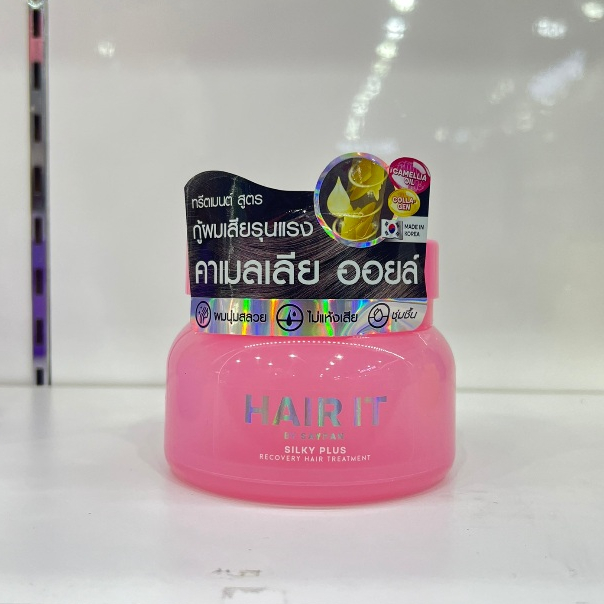 ทรีตเมนต์ สูตร
กู้ผมเสียรุนแรง
คาเมลเลีย ออยล์
CAMELLIA
OIL
COLLA
GEN
MADE IN
KOREA
ผมนุ่มสลวย
ไม่แห้งเสีย
ชุ่มชื้น
HAIR IT
SILKY PLUS
RECOVERY HAIR TREATMENT